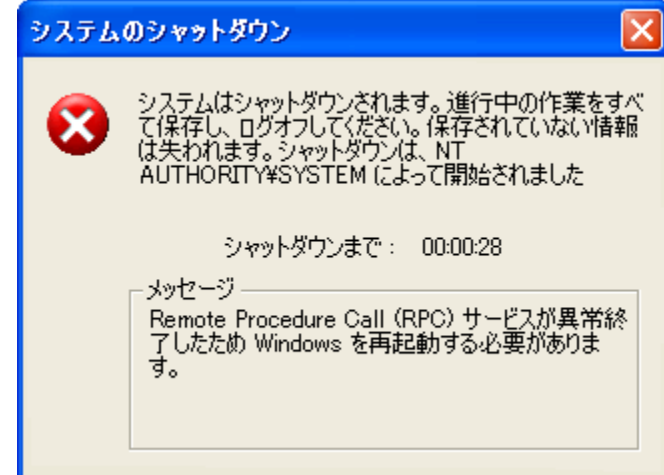 システムのシャットダウン
システムはシャットダウンされます。進行中の作業をすべ
て保存し、ログオフしてください。保存されていない情報
は失われます。シャットダウンは、NT
AUTHORITY¥SYSTEM によって開始されました
シャットダウンまで： 00:00:28
メッセージ
Remote Procedure Call (RPC) サービスが異常終
了したため Windows を再起動する必要がありま
す。